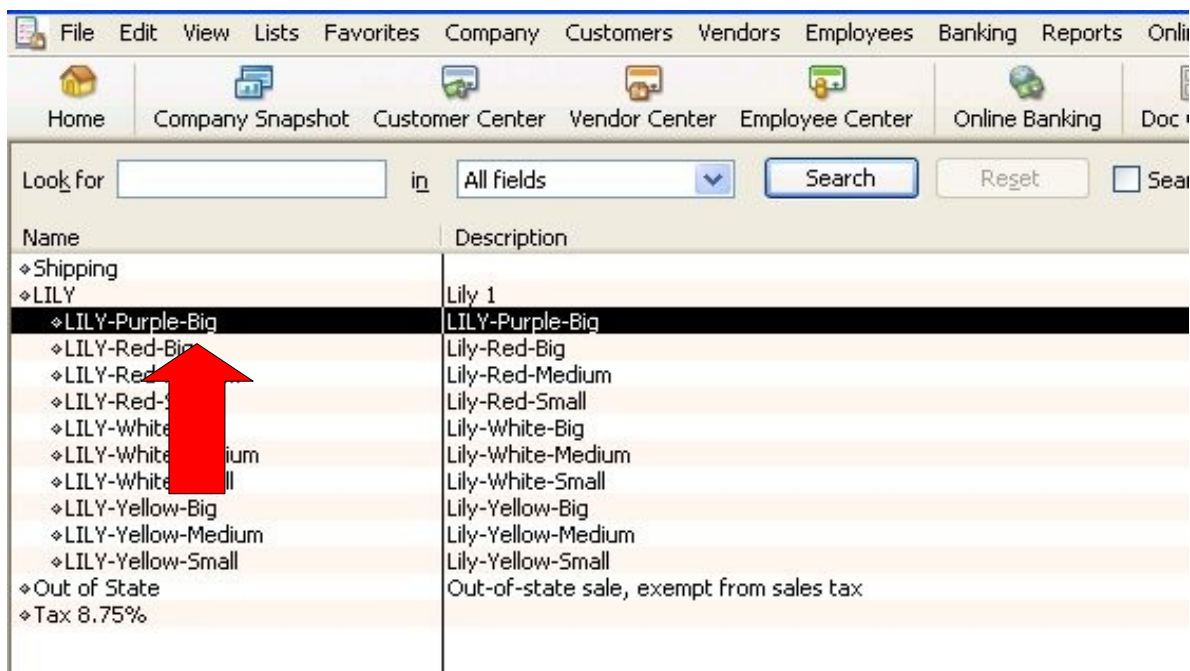 File Edit View Lists Favorites Company Customers Vendors Employees Banking Reports
Home Company Snapshot Customer Center Vendor Center Employee Center Online Banking Doc
Look for in All fields Search Reset
Name Description
Shipping
LILY Lily 1
LILY-Purple-Big LILY-Purple-Big
LILY-Red-Big Lily-Red-Big
Lily-Red-Medium
Lily-Red-Small
Lily-White-Big
Lily-White-Medium
Lily-White-Small
LILY-Yellow-Big Lily-Yellow-Big
LILY-Yellow-Medium Lily-Yellow-Medium
LILY-Yellow-Small Lily-Yellow-Small
Out of State Out-of-state sale, exempt from sales tax
Tax 8.75%